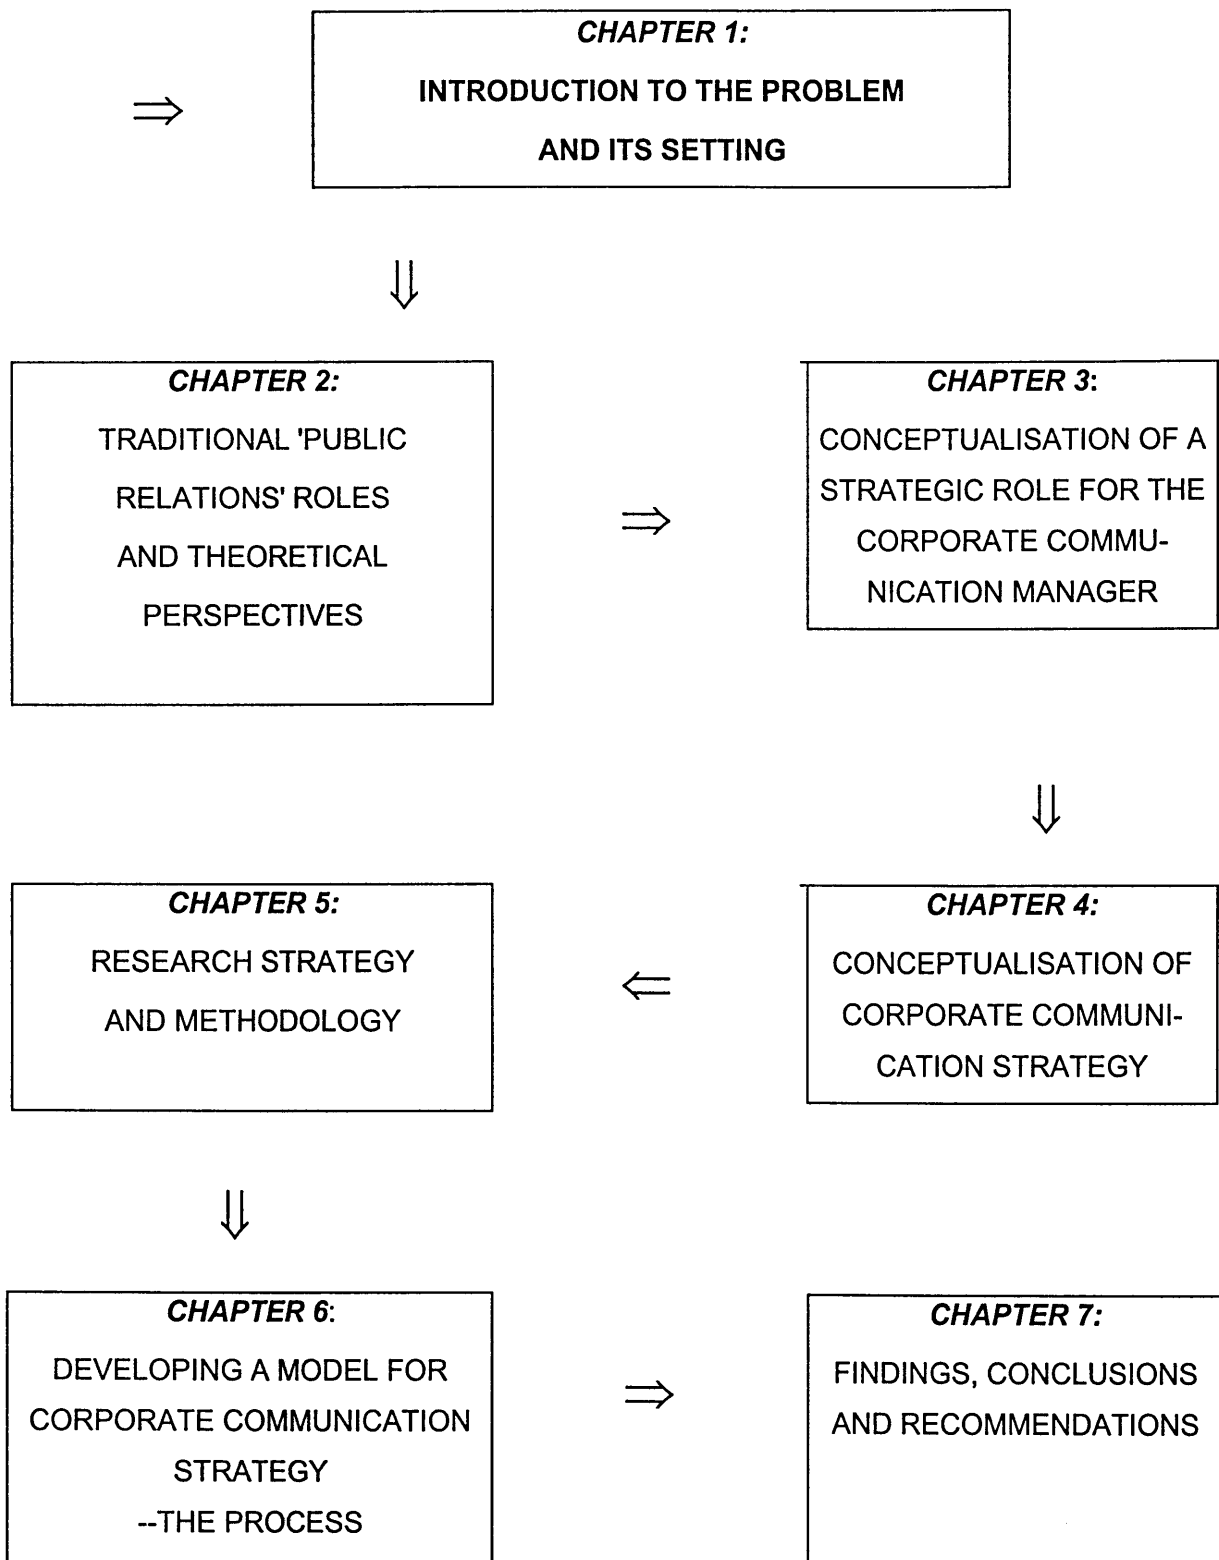 CHAPTER 1:
INTRODUCTION TO THE PROBLEM
AND ITS SETTING
⇒
⇓
CHAPTER 2:
TRADITIONAL 'PUBLIC
RELATIONS' ROLES
AND THEORETICAL
PERSPECTIVES
⇒
CHAPTER 3:
CONCEPTUALISATION OF A
STRATEGIC ROLE FOR THE
CORPORATE COMMU-
NICATION MANAGER
⇓
CHAPTER 4:
CONCEPTUALISATION OF
CORPORATE COMMUNI-
CATION STRATEGY
⇐
CHAPTER 5:
RESEARCH STRATEGY
AND METHODOLOGY
⇓
CHAPTER 6:
DEVELOPING A MODEL FOR
CORPORATE COMMUNICATION
STRATEGY
--THE PROCESS
⇒
CHAPTER 7:
FINDINGS, CONCLUSIONS
AND RECOMMENDATIONS